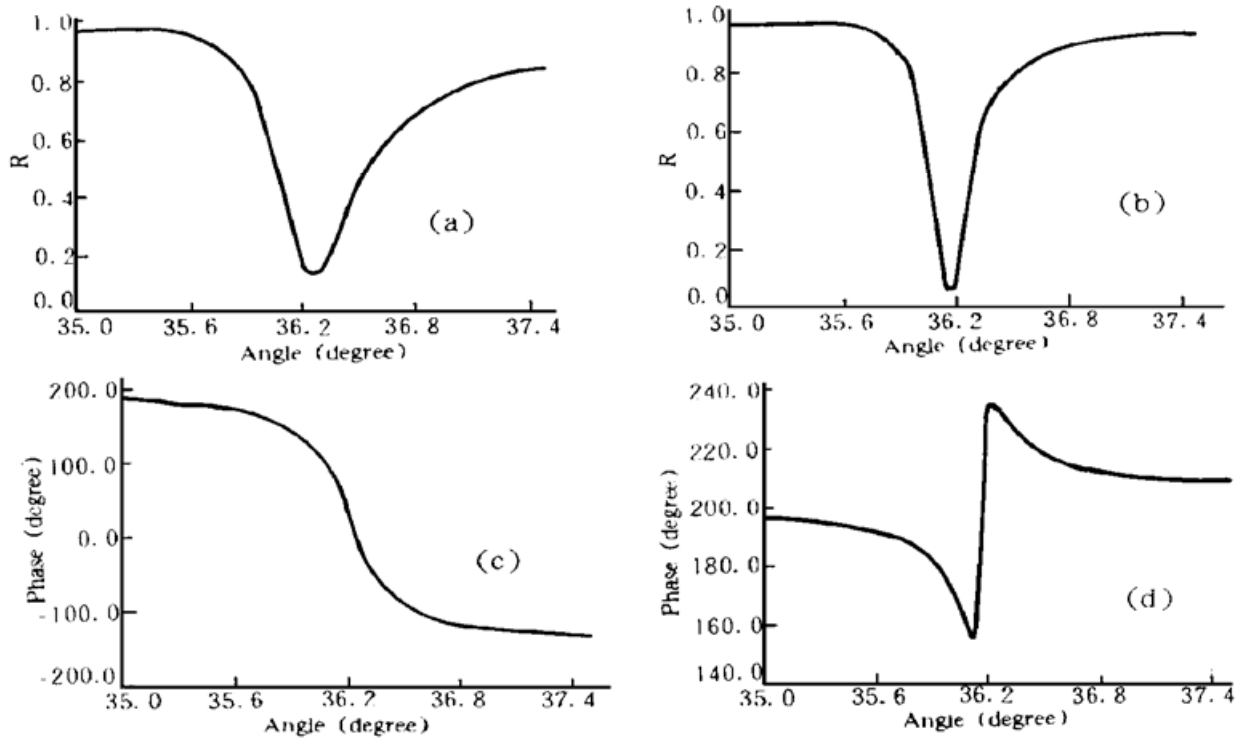 1.0
0.8
0.6
0.4
0.2
0.0
R
(a)
35.0 35.6 36.2 36.8 37.4
Angle (degree)
1.0
0.8
0.6
0.4
0.2
0.0
R
(b)
35.0 35.6 36.2 36.8 37.4
Angle (degree)
200.0
100.0
0.0
-100.0
-200.0
Phase (degree)
(c)
35.0 35.6 36.2 36.8 37.4
Angle (degree)
240.0
220.0
200.0
180.0
160.0
140.0
Phase (degree)
(d)
35.0 35.6 36.2 36.8 37.4
Angle (degree)